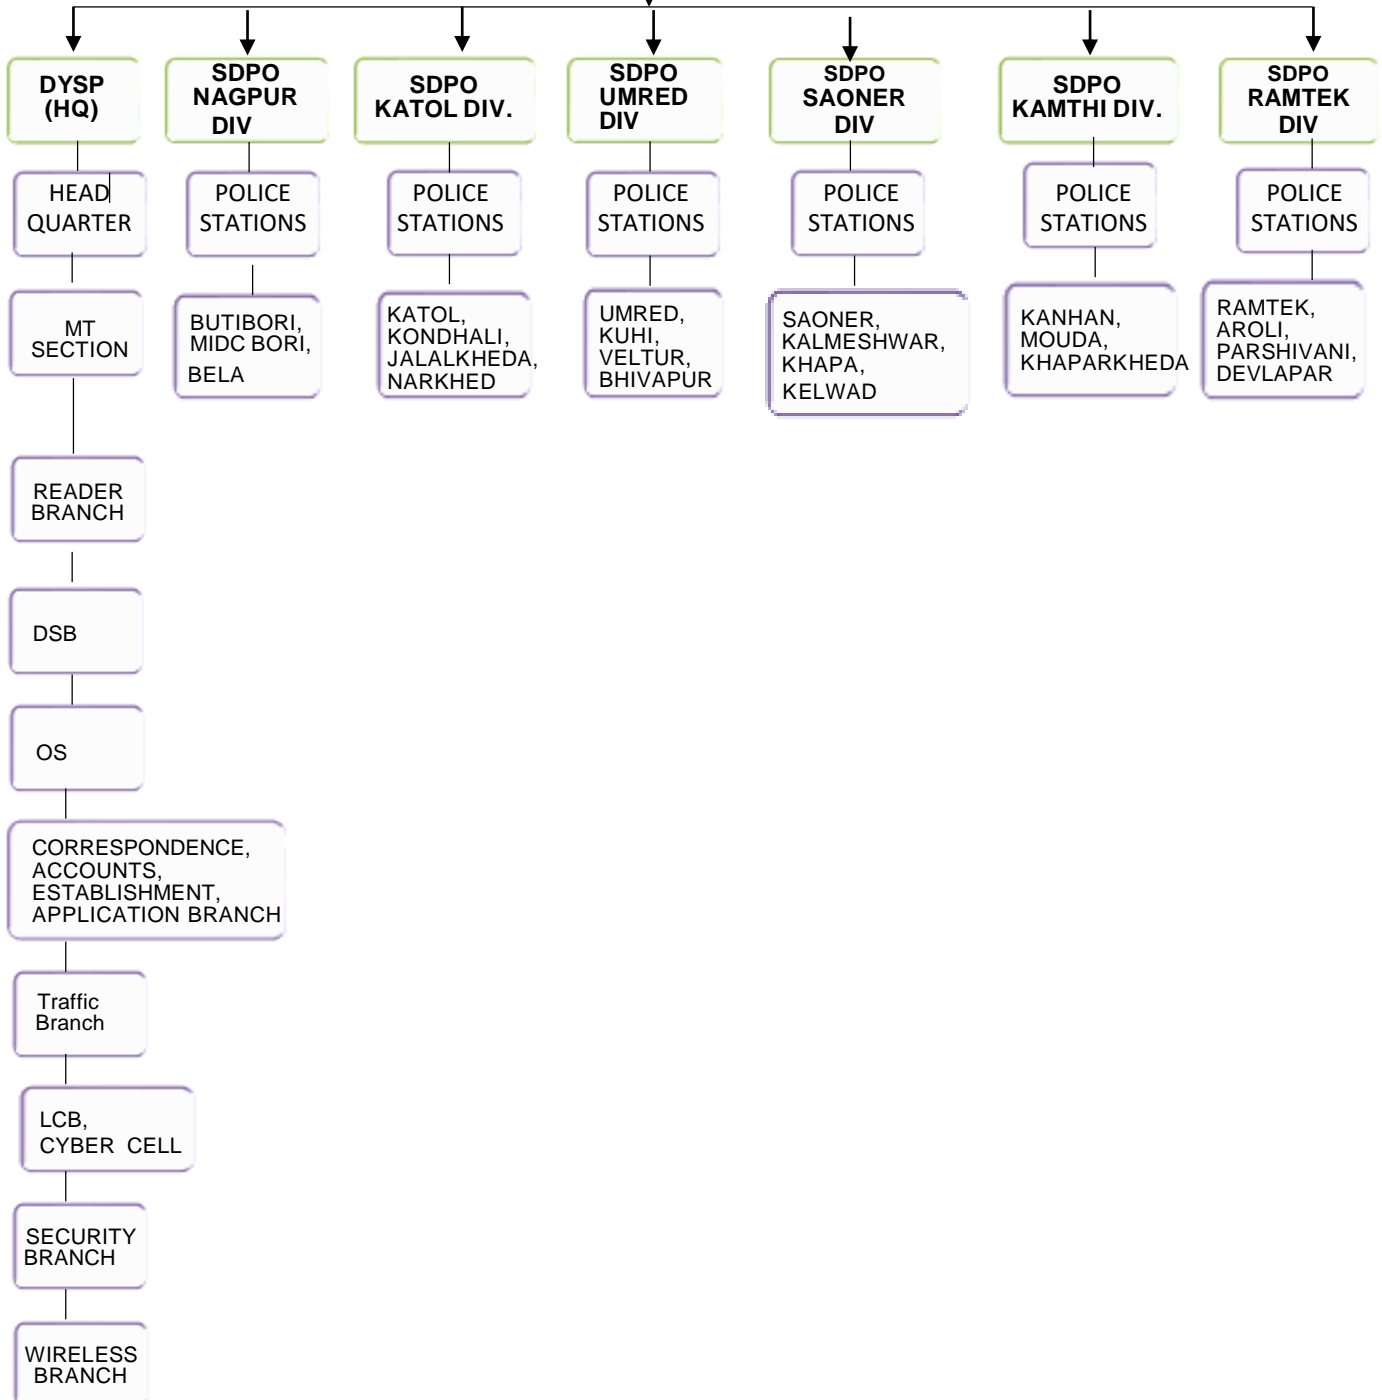 DYSP
(HQ)
SDPO
NAGPUR
DIV
SDPO
KATOL DIV.
SDPO
UMRED
DIV
SDPO
SAONER
DIV
SDPO
KAMTHI DIV.
SDPO
RAMTEK
DIV
HEAD
QUARTER
POLICE
STATIONS
POLICE
STATIONS
POLICE
STATIONS
POLICE
STATIONS
POLICE
STATIONS
POLICE
STATIONS
MT
SECTION
BUTIBORI,
MIDC BORI,
BELA
KATOL,
KONDHALI,
JALALKHEDA,
NARKHED
UMRED,
KUHI,
VELTUR,
BHIVAPUR
SAONER,
KALMESHWAR,
KHAPA,
KELWAD
KANHAN,
MOUDA,
KHAPARKHEDA
RAMTEK,
AROLI,
PARSHIVANI,
DEVLAPAR
READER
BRANCH
DSB
OS
CORRESPONDENCE,
ACCOUNTS,
ESTABLISHMENT,
APPLICATION BRANCH
Traffic
Branch
LCB,
CYBER CELL
SECURITY
BRANCH
WIRELESS
BRANCH